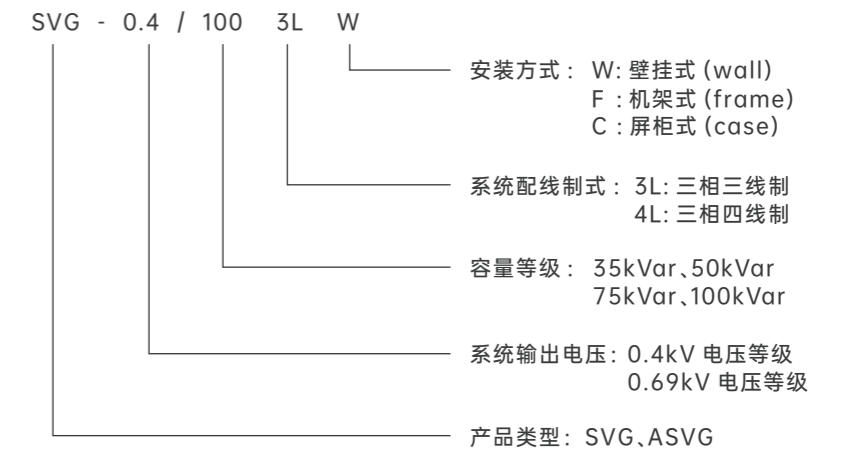 SVG - 0.4 / 100 3L W
安装方式: W: 壁挂式 (wall)
F : 机架式 (frame)
C : 屏柜式 (case)
系统配线制式: 3L: 三相三线制
4L: 三相四线制
容量等级: 35kVar、50kVar
75kVar、100kVar
系统输出电压: 0.4kV 电压等级
0.69kV 电压等级
产品类型: SVG、ASVG